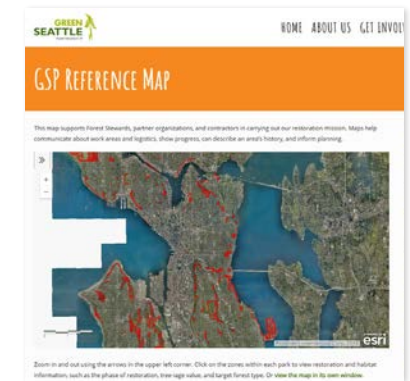 GREEN
SEATTLE
HOME ABOUT US GET INVOLV
GSP REFERENCE MAP
This map supports Forest Stewards, partner organizations, and contractors in carrying out our restoration mission. Maps help
communicate about work areas and logistics, show progress, can describe an area's history, and inform planning.
esri
Zoom in and out using the arrows in the upper left corner. Click on the zones within each park to view restoration and habitat
information, such as the phase of restoration, tree-iage value, and target forest type. Or view the map in its own window.